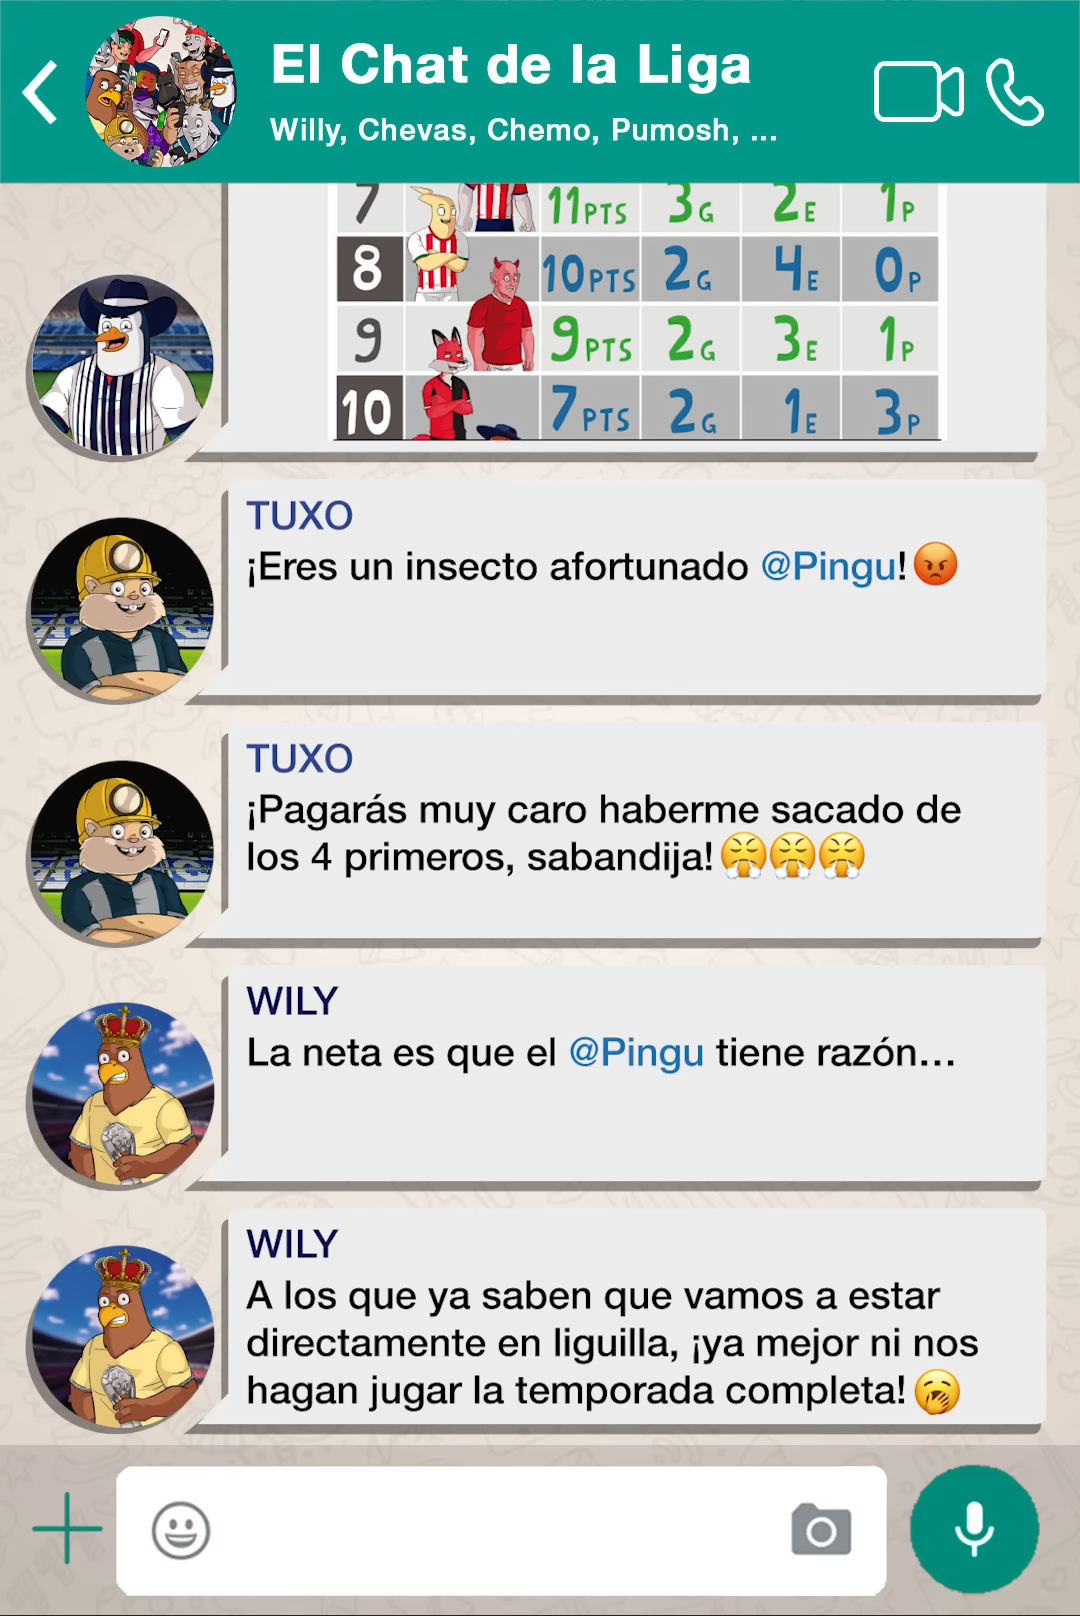 El Chat de la Liga
Willy, Chevas, Chemo, Pumosh, ...
7 11PTS 3G 2E 1P
8 10PTS 2G 4E 0P
9 9PTS 2G 3E 1P
10 7PTS 2G 1E 3P
TUXO
¡Eres un insecto afortunado @Pingu!😡
TUXO
¡Pagarás muy caro haberme sacado de
los 4 primeros, sabandija!😤😤😤
WILY
La neta es que el @Pingu tiene razón...
WILY
A los que ya saben que vamos a estar
directamente en liguilla, ¡ya mejor ni nos
hagan jugar la temporada completa!🥱